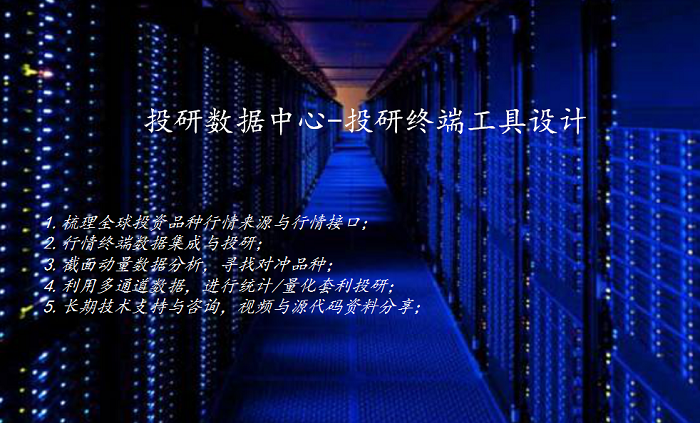 投研数据中心-投研终端工具设计
1. 梳理全球投资品种行情来源与行情接口；
2. 行情终端数据集成与投研；
3. 截面动量数据分析，寻找对冲品种；
4. 利用多通道数据，进行统计/量化套利投研；
5. 长期技术支持与咨询，视频与源代码资料分享；